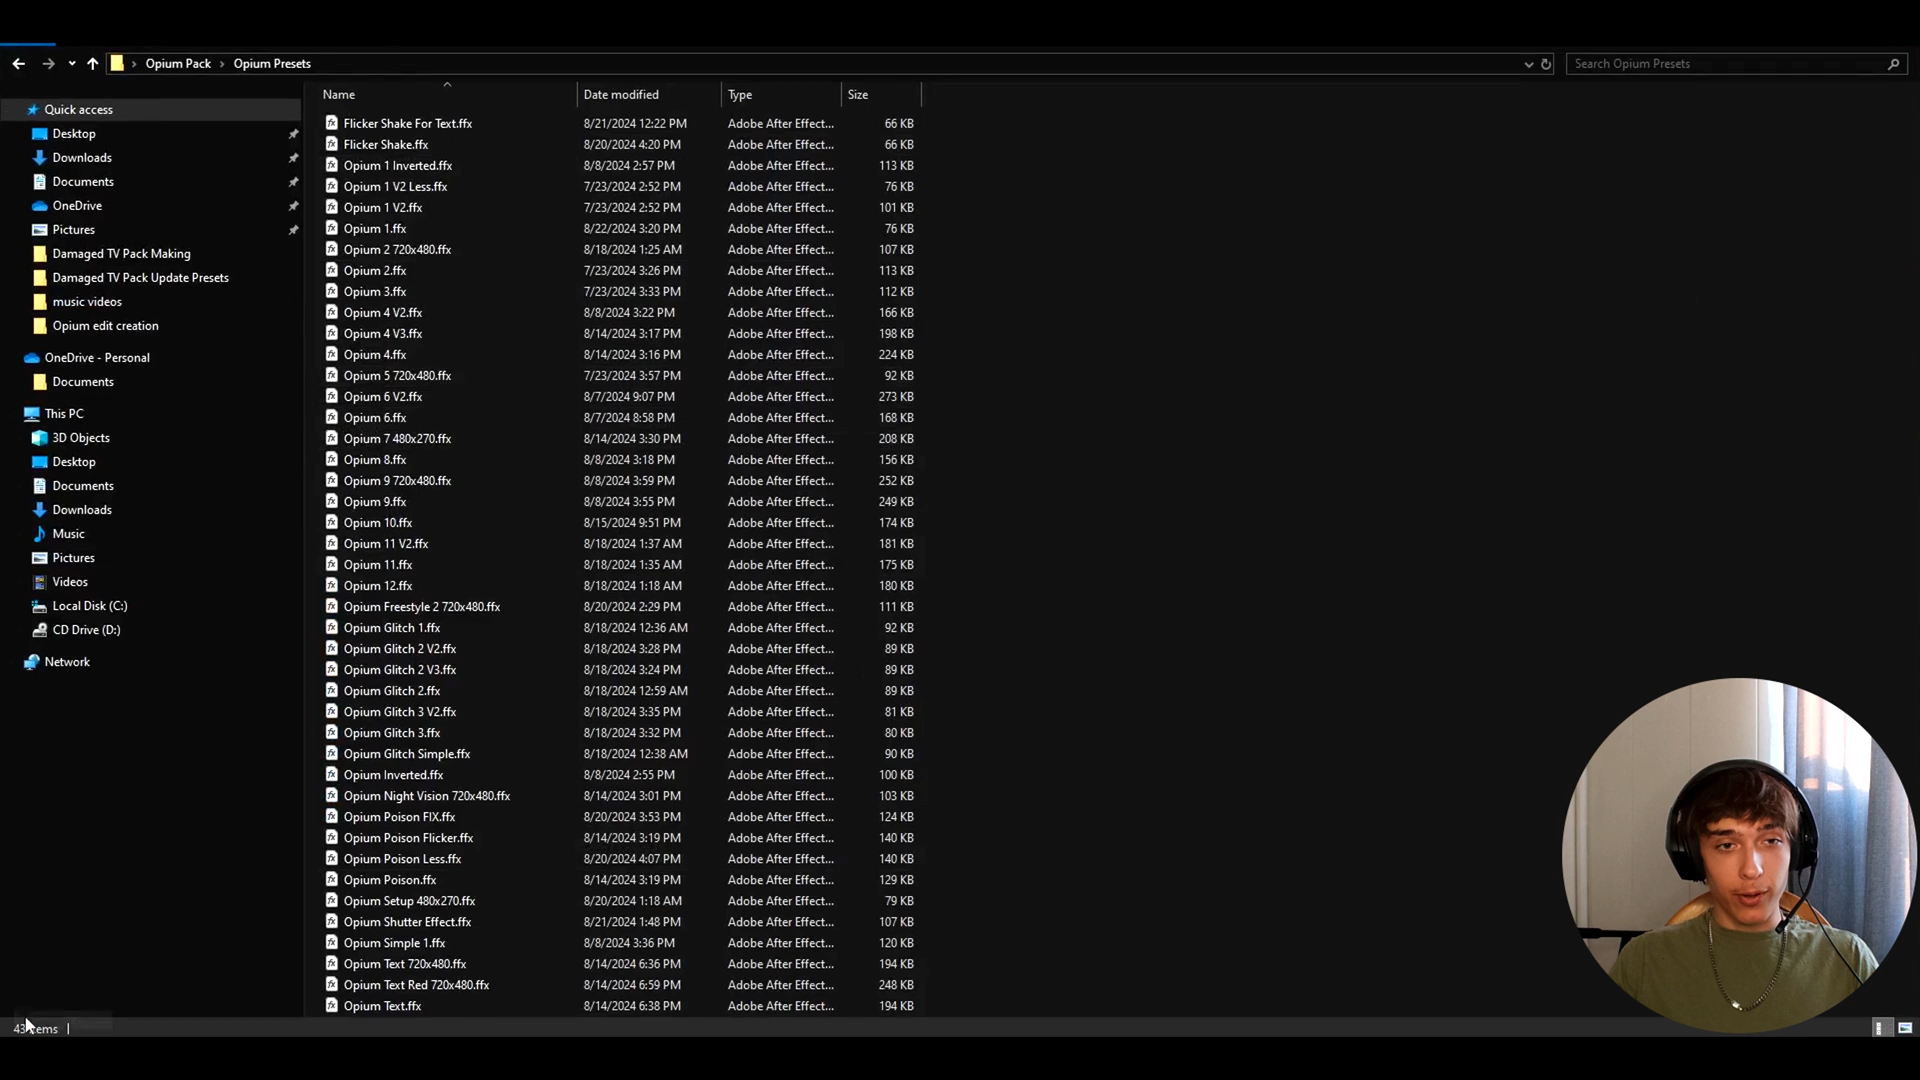 Opium Pack Opium Presets
Search Opium Presets
Name Date modified Type Size
Quick access
Desktop
Downloads
Documents
OneDrive
Pictures
Damaged TV Pack Making
Damaged TV Pack Update Presets
music videos
Opium edit creation
OneDrive - Personal
Documents
This PC
3D Objects
Desktop
Documents
Downloads
Music
Pictures
Videos
Local Disk (C:)
CD Drive (D:)
Network
Flicker Shake For Text.ffx 8/21/2024 12:22 PM Adobe After Effect... 66 KB
Flicker Shake.ffx 8/20/2024 4:20 PM Adobe After Effect... 66 KB
Opium 1 Inverted.ffx 8/8/2024 2:57 PM Adobe After Effect... 113 KB
Opium 1 V2 Less.ffx 7/23/2024 2:52 PM Adobe After Effect... 76 KB
Opium 1 V2.ffx 7/23/2024 2:52 PM Adobe After Effect... 101 KB
Opium 1.ffx 8/22/2024 3:20 PM Adobe After Effect... 76 KB
Opium 2 720x480.ffx 8/18/2024 1:25 AM Adobe After Effect... 107 KB
Opium 2.ffx 7/23/2024 3:26 PM Adobe After Effect... 113 KB
Opium 3.ffx 7/23/2024 3:33 PM Adobe After Effect... 112 KB
Opium 4 V2.ffx 8/8/2024 3:22 PM Adobe After Effect... 166 KB
Opium 4 V3.ffx 8/14/2024 3:17 PM Adobe After Effect... 198 KB
Opium 4.ffx 8/14/2024 3:16 PM Adobe After Effect... 224 KB
Opium 5 720x480.ffx 7/23/2024 3:57 PM Adobe After Effect... 92 KB
Opium 6 V2.ffx 8/7/2024 9:07 PM Adobe After Effect... 273 KB
Opium 6.ffx 8/7/2024 8:58 PM Adobe After Effect... 168 KB
Opium 7 480x270.ffx 8/14/2024 3:30 PM Adobe After Effect... 208 KB
Opium 8.ffx 8/8/2024 3:18 PM Adobe After Effect... 156 KB
Opium 9 720x480.ffx 8/8/2024 3:59 PM Adobe After Effect... 252 KB
Opium 9.ffx 8/8/2024 3:55 PM Adobe After Effect... 249 KB
Opium 10.ffx 8/15/2024 9:51 PM Adobe After Effect... 174 KB
Opium 11 V2.ffx 8/18/2024 1:37 AM Adobe After Effect... 181 KB
Opium 11.ffx 8/18/2024 1:35 AM Adobe After Effect... 175 KB
Opium 12.ffx 8/18/2024 1:18 AM Adobe After Effect... 180 KB
Opium Freestyle 2 720x480.ffx 8/20/2024 2:29 PM Adobe After Effect... 111 KB
Opium Glitch 1.ffx 8/18/2024 12:36 AM Adobe After Effect... 92 KB
Opium Glitch 2 V2.ffx 8/18/2024 3:28 PM Adobe After Effect... 89 KB
Opium Glitch 2 V3.ffx 8/18/2024 3:24 PM Adobe After Effect... 89 KB
Opium Glitch 2.ffx 8/18/2024 12:59 AM Adobe After Effect... 89 KB
Opium Glitch 3 V2.ffx 8/18/2024 3:35 PM Adobe After Effect... 81 KB
Opium Glitch 3.ffx 8/18/2024 3:32 PM Adobe After Effect... 80 KB
Opium Glitch Simple.ffx 8/18/2024 12:38 AM Adobe After Effect... 90 KB
Opium Inverted.ffx 8/8/2024 2:55 PM Adobe After Effect... 100 KB
Opium Night Vision 720x480.ffx 8/14/2024 3:01 PM Adobe After Effect... 103 KB
Opium Poison FIX.ffx 8/20/2024 3:53 PM Adobe After Effect... 124 KB
Opium Poison Flicker.ffx 8/14/2024 3:19 PM Adobe After Effect... 140 KB
Opium Poison Less.ffx 8/20/2024 4:07 PM Adobe After Effect... 140 KB
Opium Poison.ffx 8/14/2024 3:19 PM Adobe After Effect... 129 KB
Opium Setup 480x270.ffx 8/20/2024 1:18 AM Adobe After Effect... 79 KB
Opium Shutter Effect.ffx 8/21/2024 1:48 PM Adobe After Effect... 107 KB
Opium Simple 1.ffx 8/8/2024 3:36 PM Adobe After Effect... 120 KB
Opium Text 720x480.ffx 8/14/2024 6:36 PM Adobe After Effect... 194 KB
Opium Text Red 720x480.ffx 8/14/2024 6:59 PM Adobe After Effect... 248 KB
Opium Text.ffx 8/14/2024 6:38 PM Adobe After Effect... 194 KB
43 items